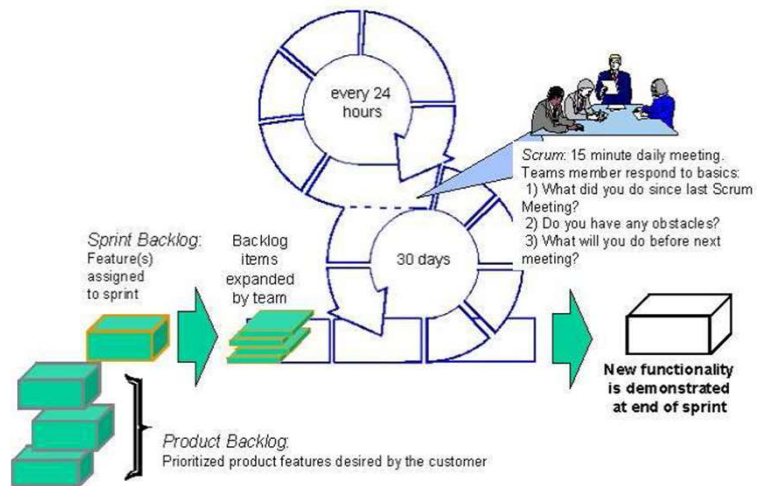 every 24
hours
Scrum: 15 minute daily meeting.
Teams member respond to basics:
1) What did you do since last Scrum
Meeting?
2) Do you have any obstacles?
3) What will you do before next
meeting?
Sprint Backlog:
Feature(s)
assigned
to sprint
Backlog
items
expanded
by team
30 days
New functionality
is demonstrated
at end of sprint
Product Backlog:
Prioritized product features desired by the customer